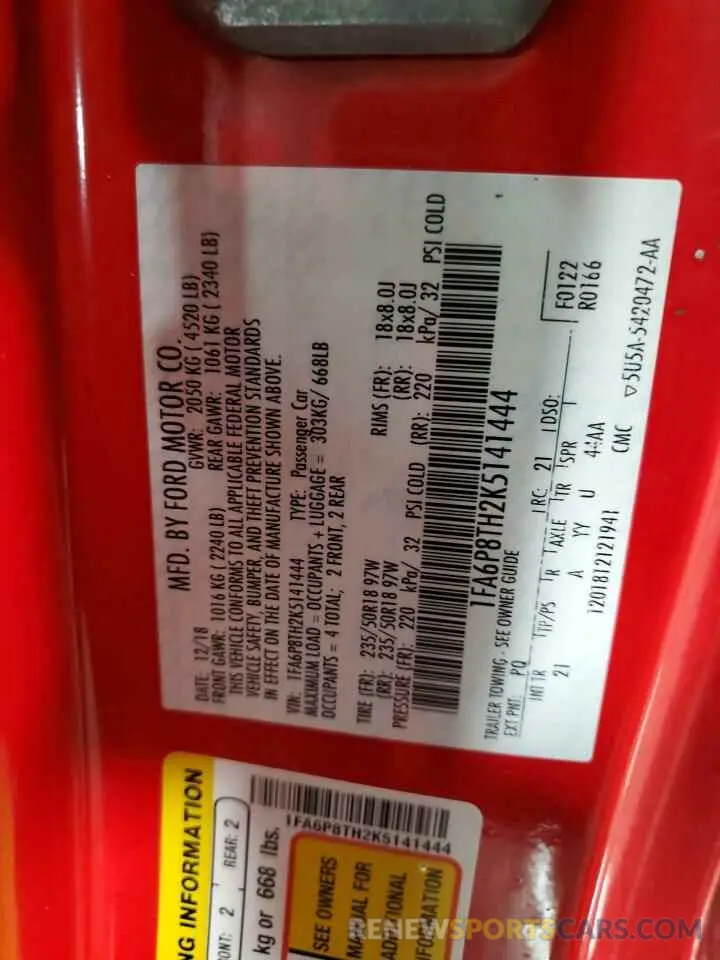 MFD. BY FORD MOTOR CO.
DATE: 12/18 GVWR: 2050 KG ( 4520 LB)
FRONT GAWR: 1016 KG ( 2240 LB) REAR GAWR: 1061 KG ( 2340 LB)
THIS VEHICLE CONFORMS TO ALL APPLICABLE FEDERAL MOTOR
VEHICLE SAFETY, BUMPER, AND THEFT PREVENTION STANDARDS
IN EFFECT ON THE DATE OF MANUFACTURE SHOWN ABOVE.
VIN: 1FA6P8TH2K5141444 TYPE: Passenger Car
MAXIMUM LOAD = OCCUPANTS + LUGGAGE = 303KG/ 668LB
OCCUPANTS = 4 TOTAL; 2 FRONT, 2 REAR
TIRE (FR): 235/50R18 97W RIMS (FR): 18x8.0J
(RR): 235/50R18 97W (RR): 18x8.0J
PRESSURE (FR): 220 kPa/ 32 PSI COLD (RR): 220 kPa/ 32 PSI COLD
1FA6P8TH2K5141444
TRAILER TOWING - SEE OWNER GUIDE
EXT PNT: PQ RC: 21 DSO: F0122
R0166
INT TR TP/PS R AXLE TR SPR
21 A YY U 4:AA
1201812121941 CMC ▽5U5A-5420472-AA
NG INFORMATION
ONT: 2 REAR: 2
kg or 668 lbs.
1FA6P8TH2K5141444
SEE OWNERS
MANUAL FOR
ADDITIONAL
INFORMATION
RENEWSPORTSCARS.COM